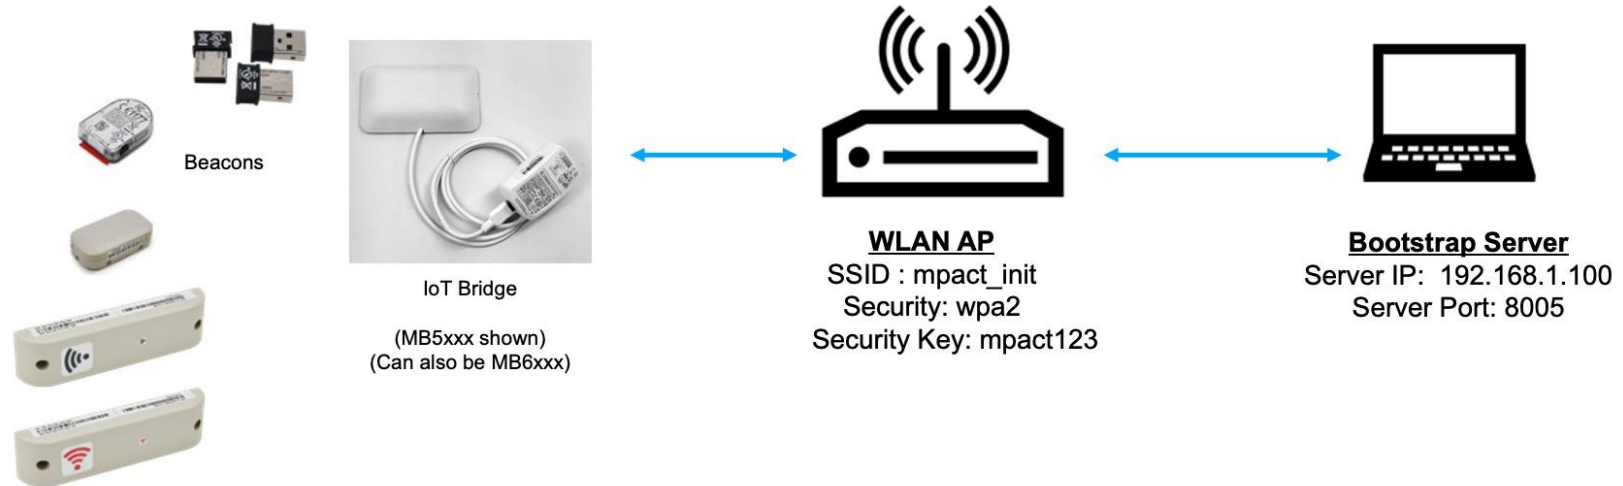 Beacons
IoT Bridge
(MB5xxx shown)
(Can also be MB6xxx)
WLAN AP
SSID : mpact_init
Security: wpa2
Security Key: mpact123
Bootstrap Server
Server IP:  192.168.1.100
Server Port: 8005